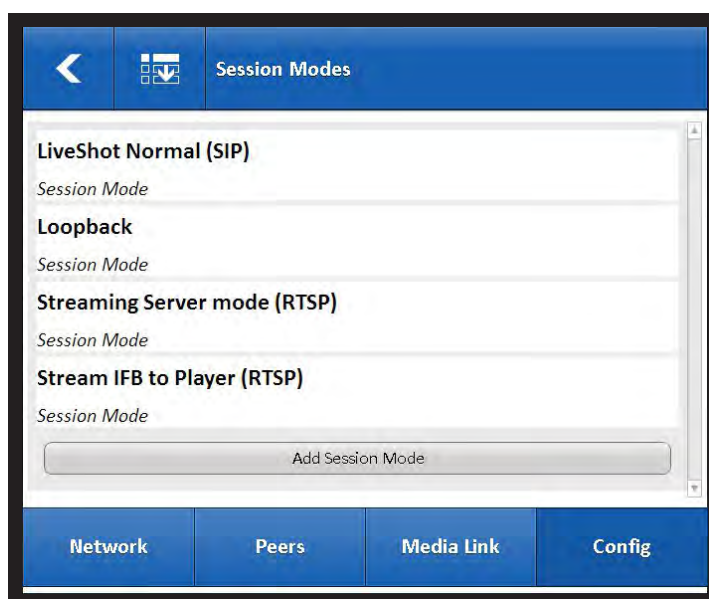 Session Modes
LiveShot Normal (SIP)
Session Mode
Loopback
Session Mode
Streaming Server mode (RTSP)
Session Mode
Stream IFB to Player (RTSP)
Session Mode
Add Session Mode
Network Peers Media Link Config